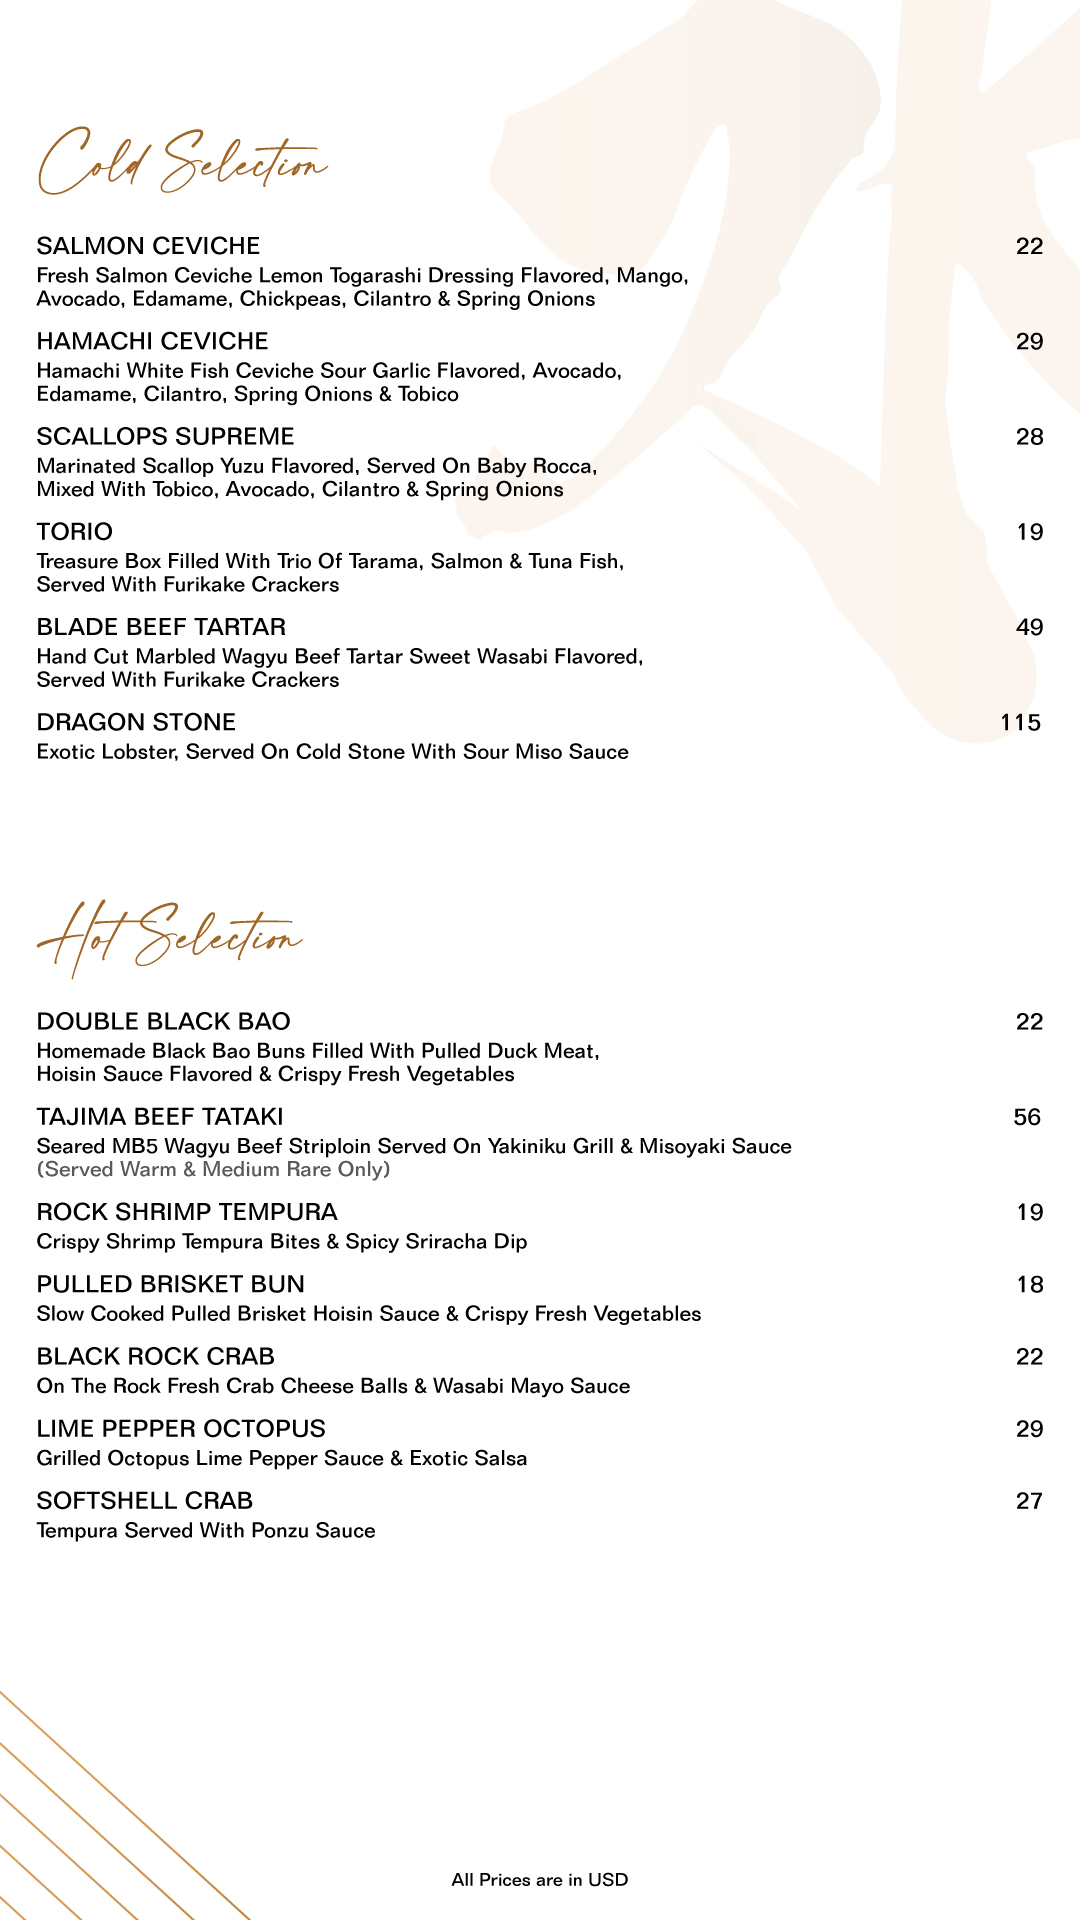 水
Cold Selection
SALMON CEVICHE 22
Fresh Salmon Ceviche Lemon Togarashi Dressing Flavored, Mango,
Avocado, Edamame, Chickpeas, Cilantro & Spring Onions
HAMACHI CEVICHE 29
Hamachi White Fish Ceviche Sour Garlic Flavored, Avocado,
Edamame, Cilantro, Spring Onions & Tobico
SCALLOPS SUPREME 28
Marinated Scallop Yuzu Flavored, Served On Baby Rocca,
Mixed With Tobico, Avocado, Cilantro & Spring Onions
TORIO 19
Treasure Box Filled With Trio Of Tarama, Salmon & Tuna Fish,
Served With Furikake Crackers
BLADE BEEF TARTAR 49
Hand Cut Marbled Wagyu Beef Tartar Sweet Wasabi Flavored,
Served With Furikake Crackers
DRAGON STONE 115
Exotic Lobster, Served On Cold Stone With Sour Miso Sauce
Hot Selection
DOUBLE BLACK BAO 22
Homemade Black Bao Buns Filled With Pulled Duck Meat,
Hoisin Sauce Flavored & Crispy Fresh Vegetables
TAJIMA BEEF TATAKI 56
Seared MB5 Wagyu Beef Striploin Served On Yakiniku Grill & Misoyaki Sauce
(Served Warm & Medium Rare Only)
ROCK SHRIMP TEMPURA 19
Crispy Shrimp Tempura Bites & Spicy Sriracha Dip
PULLED BRISKET BUN 18
Slow Cooked Pulled Brisket Hoisin Sauce & Crispy Fresh Vegetables
BLACK ROCK CRAB 22
On The Rock Fresh Crab Cheese Balls & Wasabi Mayo Sauce
LIME PEPPER OCTOPUS 29
Grilled Octopus Lime Pepper Sauce & Exotic Salsa
SOFTSHELL CRAB 27
Tempura Served With Ponzu Sauce
All Prices are in USD